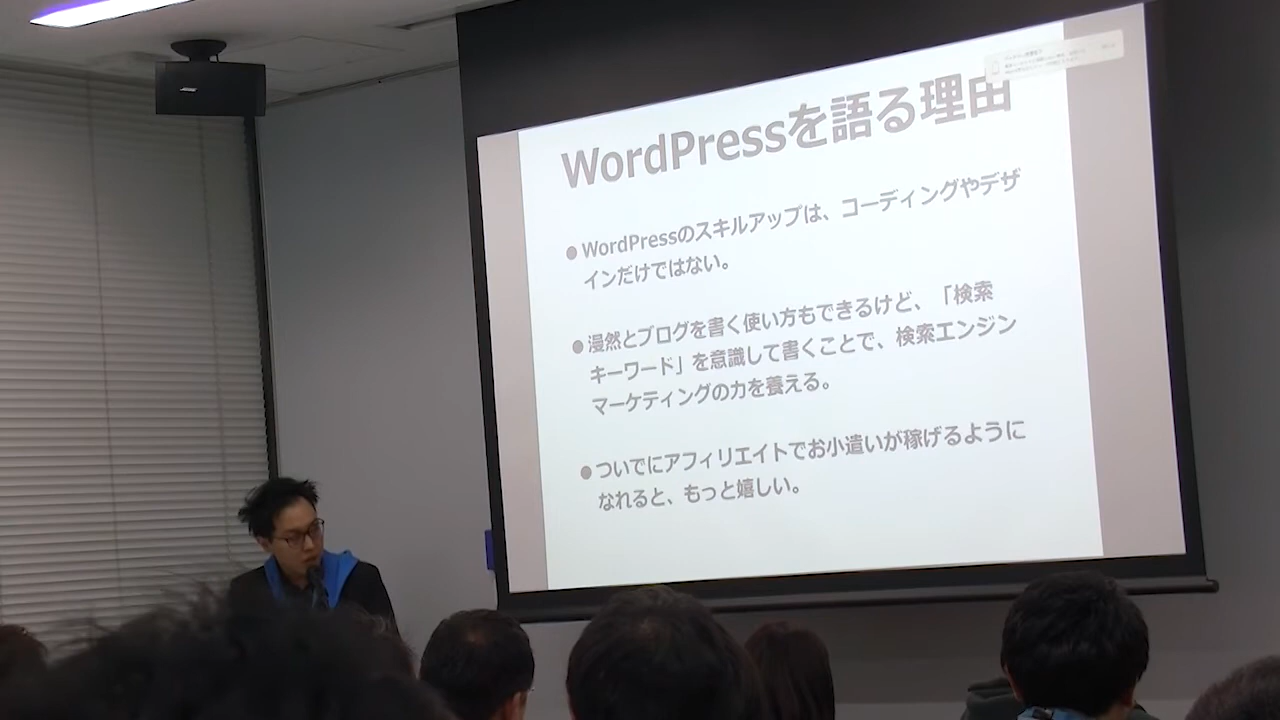 WordPressを語る理由
●WordPressのスキルアップは、コーディングやデザ
インだけではない。
●漫然とブログを書く使い方もできるけど、「検索
キーワード」を意識して書くことで、検索エンジン
マーケティングの力を養える。
●ついでにアフィリエイトでお小遣いが稼げるように
なれると、もっと嬉しい。